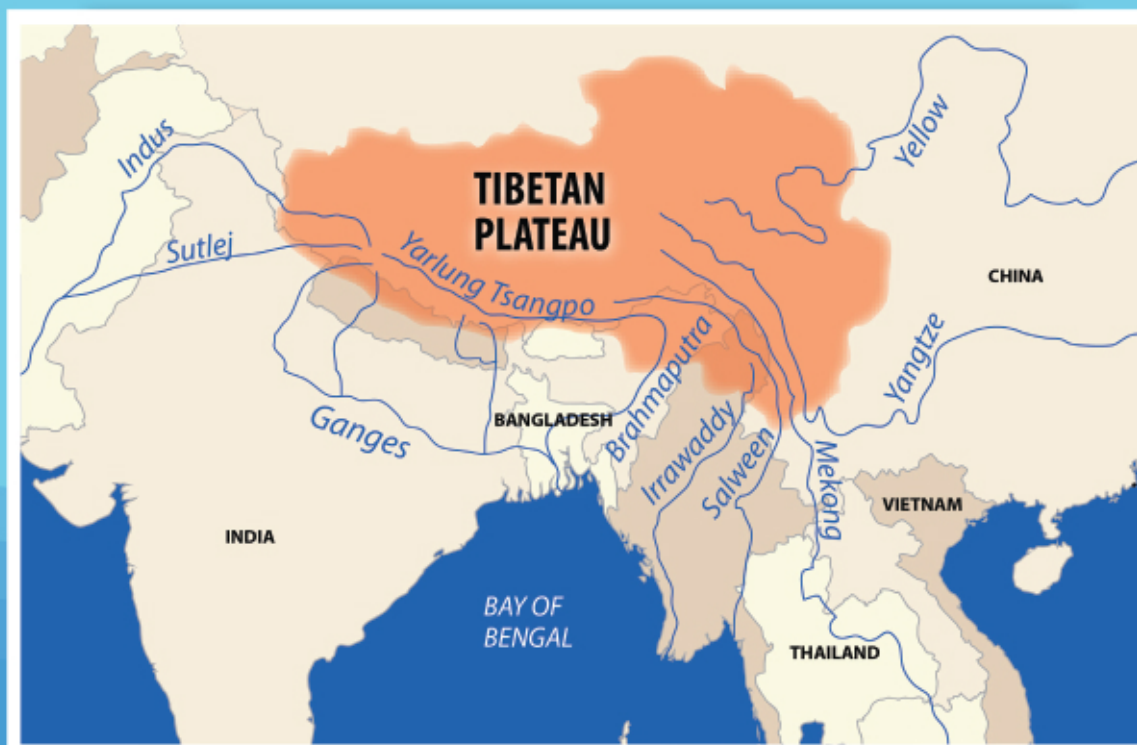 Indus
Yellow
TIBETAN
PLATEAU
Sutlej
Yarlung Tsangpo
CHINA
Yangtze
Brahmaputra
BANGLADESH
Ganges
Irrawaddy
Salween
Mekong
VIETNAM
INDIA
BAY OF
BENGAL
THAILAND